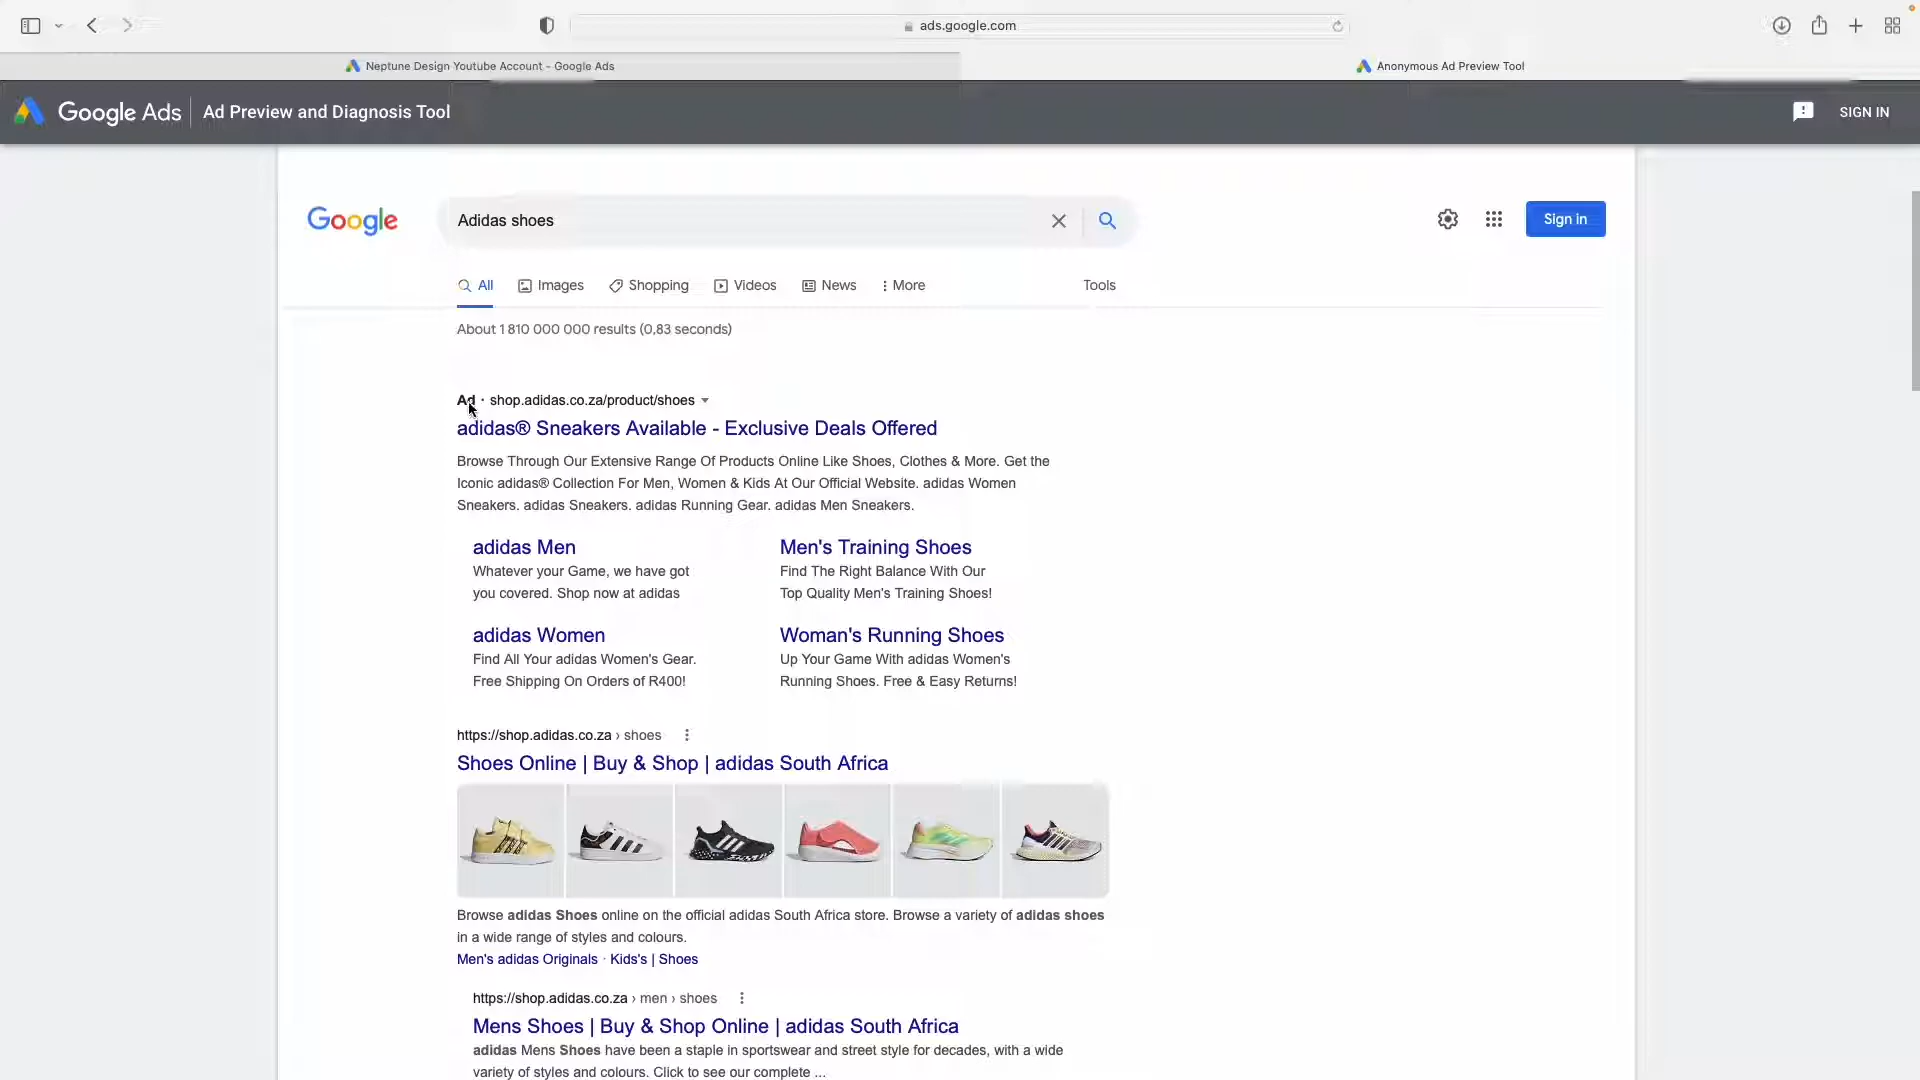 ads.google.com
Neptune Design Youtube Account - Google Ads
Anonymous Ad Preview Tool
Google Ads
Ad Preview and Diagnosis Tool
SIGN IN
Google
Adidas shoes
Sign in
All
Images
Shopping
Videos
News
More
Tools
About 1 810 000 000 results (0,83 seconds)
Ad · shop.adidas.co.za/product/shoes
adidas® Sneakers Available - Exclusive Deals Offered
Browse Through Our Extensive Range Of Products Online Like Shoes, Clothes & More. Get the
Iconic adidas® Collection For Men, Women & Kids At Our Official Website. adidas Women
Sneakers. adidas Sneakers. adidas Running Gear. adidas Men Sneakers.
adidas Men
Whatever your Game, we have got
you covered. Shop now at adidas
Men's Training Shoes
Find The Right Balance With Our
Top Quality Men's Training Shoes!
adidas Women
Find All Your adidas Women's Gear.
Free Shipping On Orders of R400!
Woman's Running Shoes
Up Your Game With adidas Women's
Running Shoes. Free & Easy Returns!
https://shop.adidas.co.za › shoes
Shoes Online | Buy & Shop | adidas South Africa
Browse adidas Shoes online on the official adidas South Africa store. Browse a variety of adidas shoes
in a wide range of styles and colours.
Men's adidas Originals · Kids's | Shoes
https://shop.adidas.co.za › men › shoes
Mens Shoes | Buy & Shop Online | adidas South Africa
adidas Mens Shoes have been a staple in sportswear and street style for decades, with a wide
variety of styles and colours. Click to see our complete ...